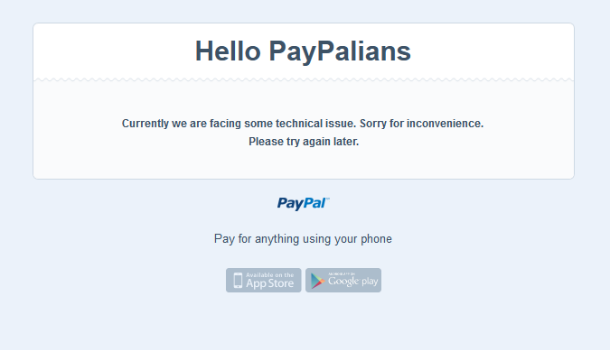 Hello PayPalians
Currently we are facing some technical issue. Sorry for inconvenience.
Please try again later.
PayPal
Pay for anything using your phone
Available on the
App Store
Google play